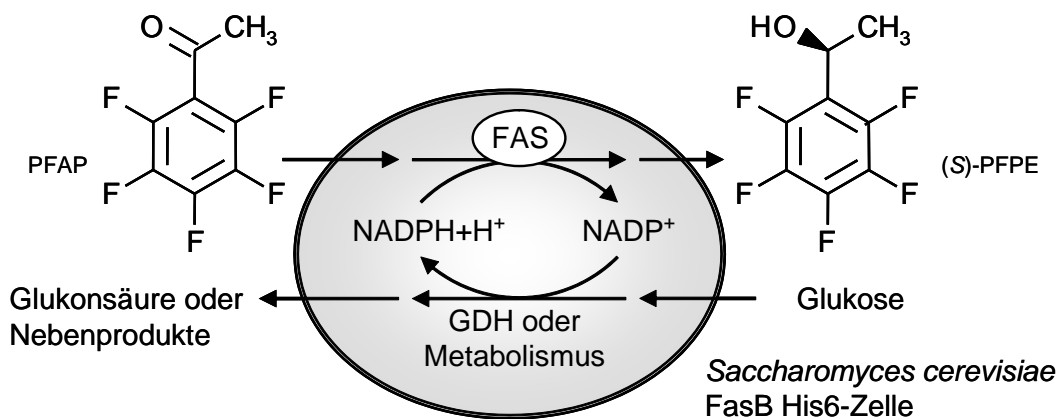 O
CH₃
F
F
F
F
F
PFAP
HO
CH₃
F
F
F
F
F
(S)-PFPE
FAS
NADPH+H⁺
NADP⁺
Glukonsäure oder
Nebenprodukte
GDH oder
Metabolismus
Glukose
Saccharomyces cerevisiae
FasB His6-Zelle